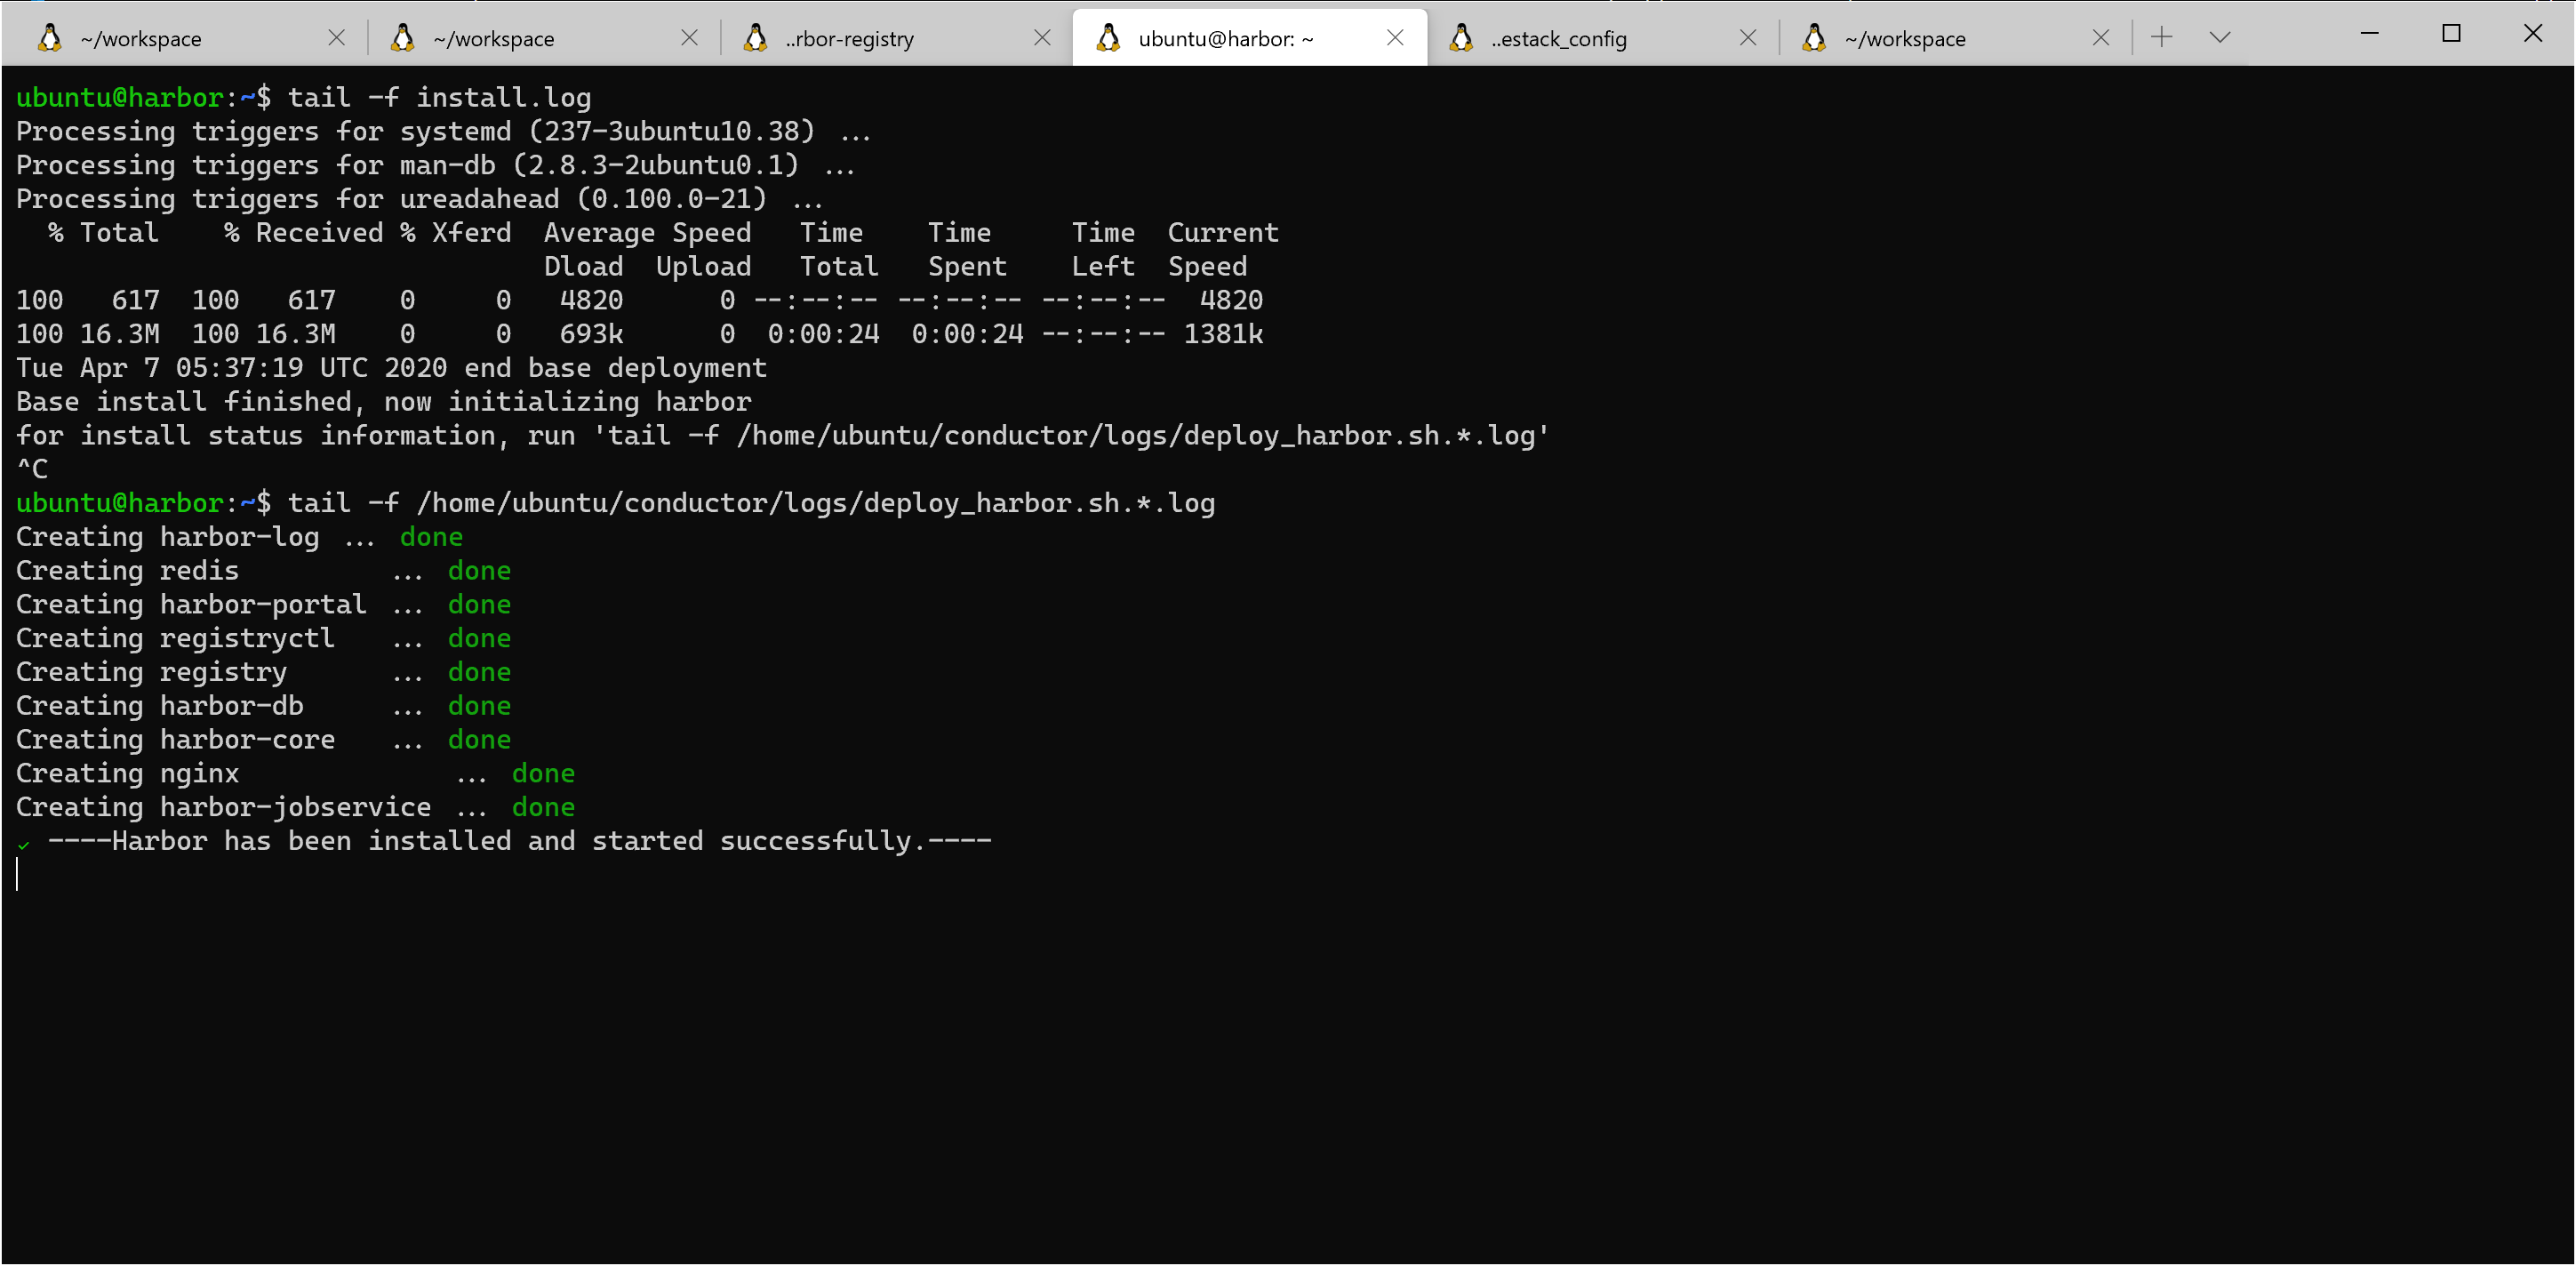 ~/workspace ~/workspace ..rbor-registry ubuntu@harbor: ~ ..estack_config ~/workspace
ubuntu@harbor:~$ tail -f install.log
Processing triggers for systemd (237-3ubuntu10.38) ...
Processing triggers for man-db (2.8.3-2ubuntu0.1) ...
Processing triggers for ureadahead (0.100.0-21) ...
  % Total    % Received % Xferd  Average Speed   Time    Time     Time  Current
                                 Dload  Upload   Total   Spent    Left  Speed
100   617  100   617    0     0   4820      0 --:--:-- --:--:-- --:--:--  4820
100 16.3M  100 16.3M    0     0   693k      0  0:00:24  0:00:24 --:--:-- 1381k
Tue Apr 7 05:37:19 UTC 2020 end base deployment
Base install finished, now initializing harbor
for install status information, run 'tail -f /home/ubuntu/conductor/logs/deploy_harbor.sh.*.log'
^C
ubuntu@harbor:~$ tail -f /home/ubuntu/conductor/logs/deploy_harbor.sh.*.log
Creating harbor-log ... done
Creating redis         ... done
Creating harbor-portal ... done
Creating registryctl   ... done
Creating registry      ... done
Creating harbor-db     ... done
Creating harbor-core   ... done
Creating nginx             ... done
Creating harbor-jobservice ... done
✓ ----Harbor has been installed and started successfully.----